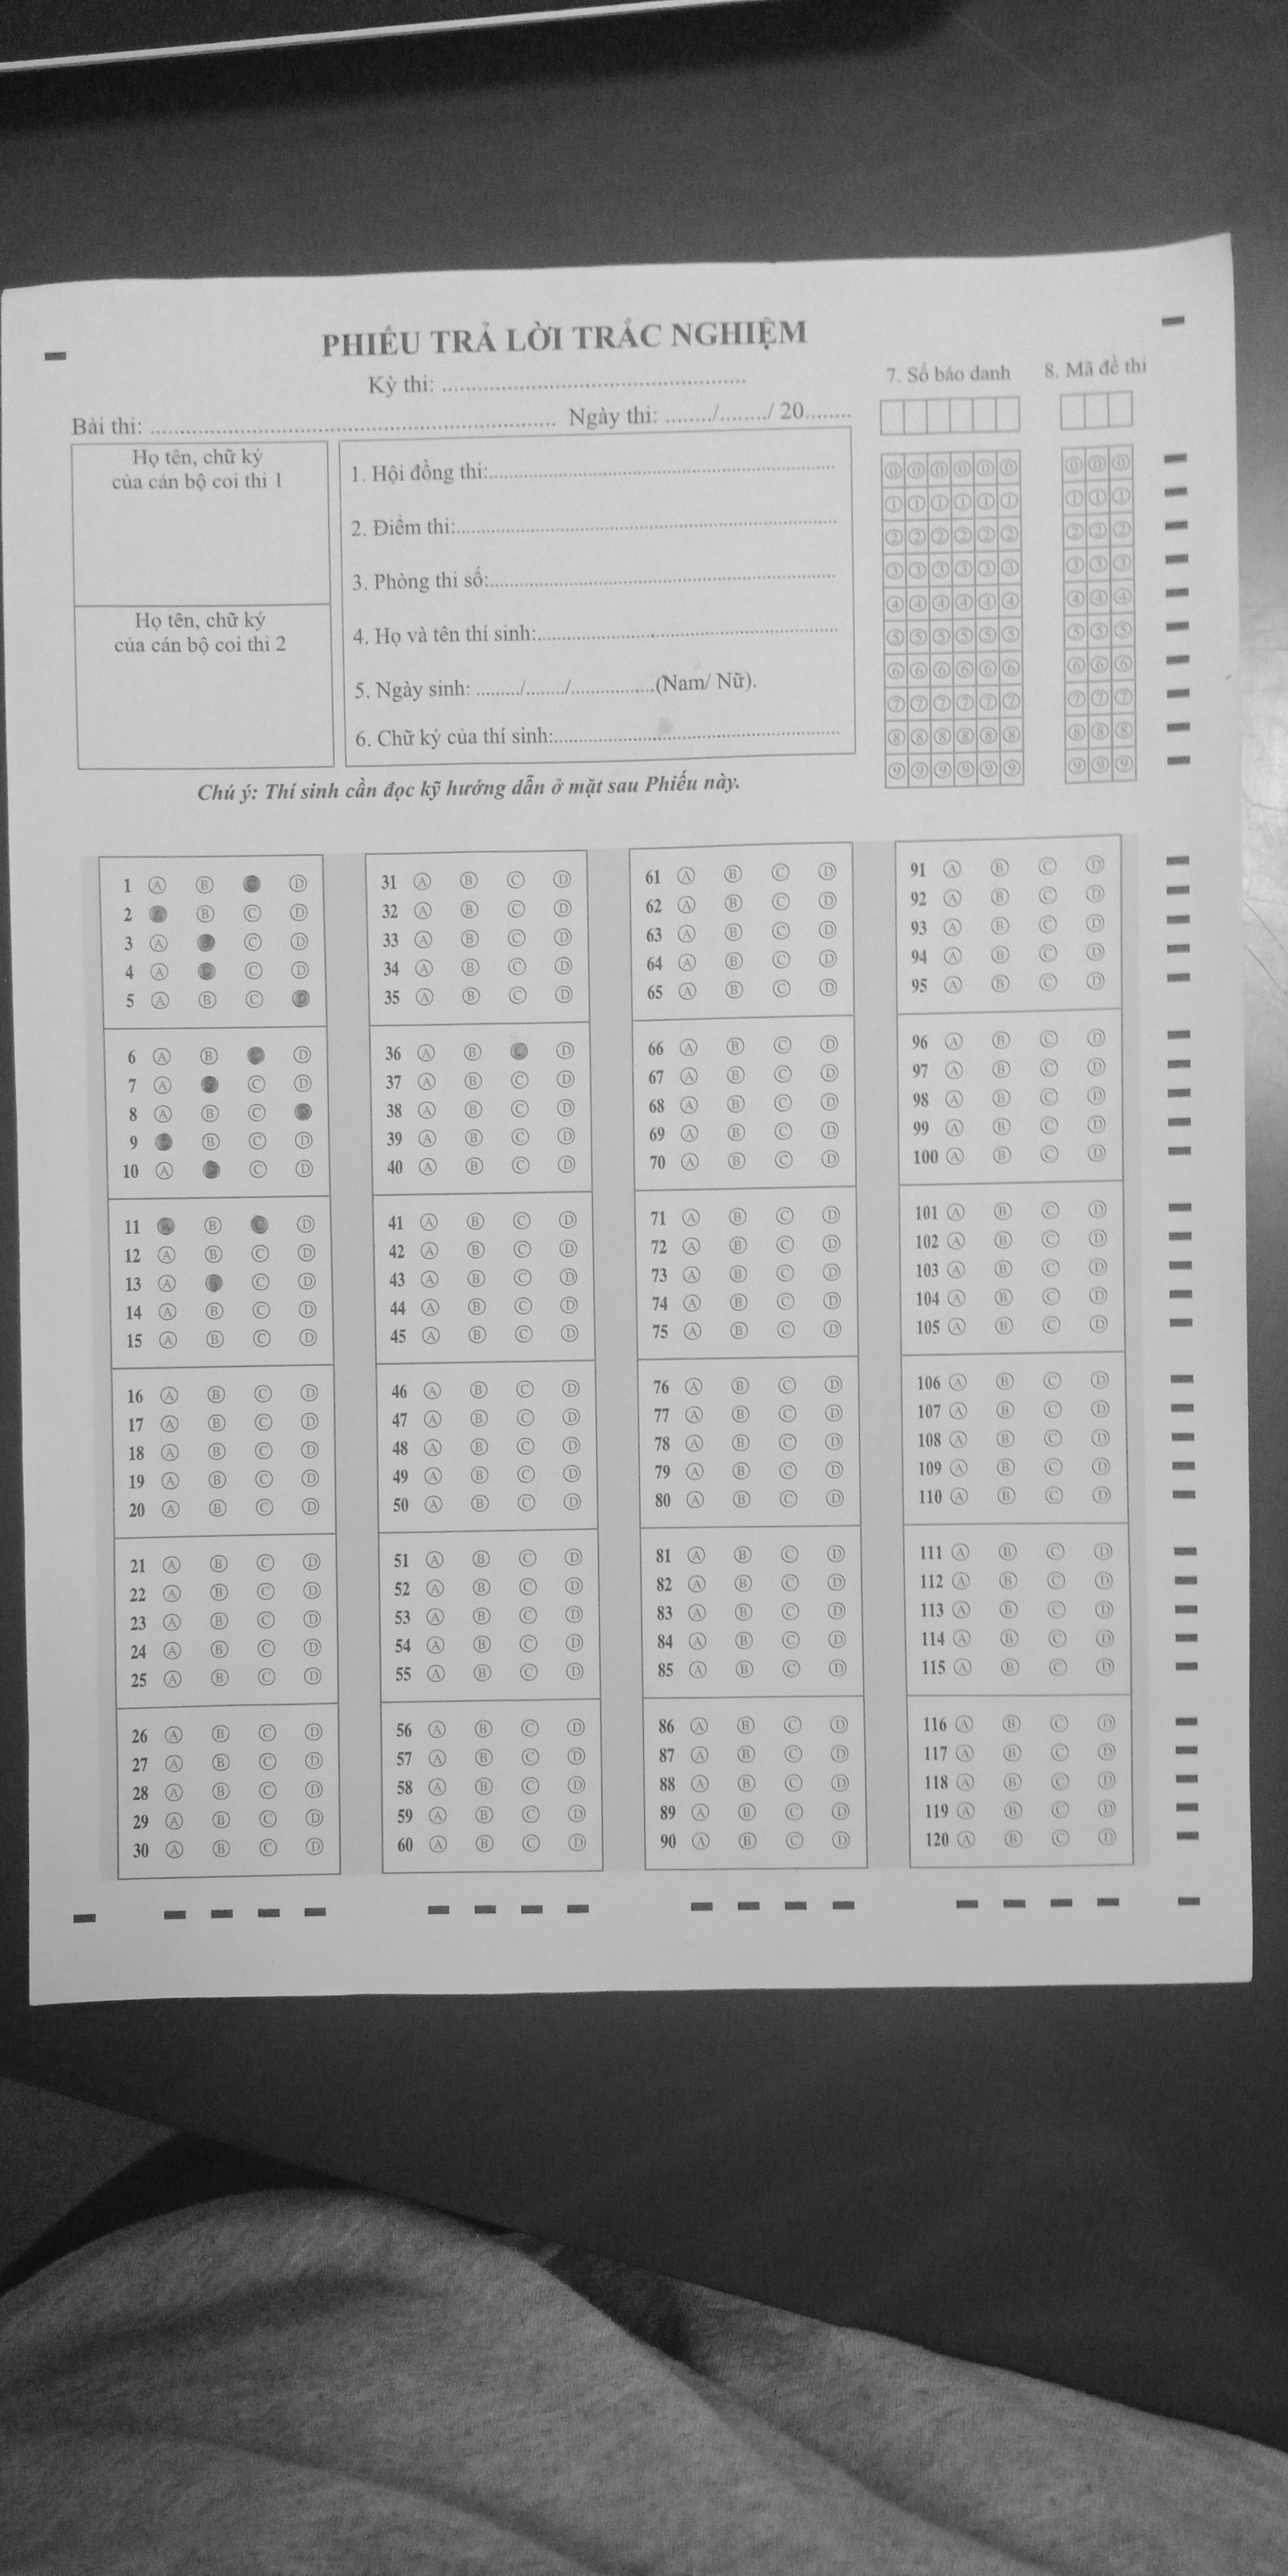 PHIẾU TRẢ LỜI TRẮC NGHIỆM
Kỳ thi: ........................................................
Bài thi: ........................................................................... Ngày thi: ......../......../ 20........
7. Số báo danh
8. Mã đề thi
Họ tên, chữ ký
của cán bộ coi thi 1
Họ tên, chữ ký
của cán bộ coi thi 2
1. Hội đồng thi:................................................................
2. Điểm thi:................................................................
3. Phòng thi số:................................................................
4. Họ và tên thí sinh:........................................................
5. Ngày sinh: ......../......../................(Nam/ Nữ).
6. Chữ ký của thí sinh:........................................................
0 0 0 0 0 0 0 0 0
1 1 1 1 1 1 1 1 1
2 2 2 2 2 2 2 2 2
3 3 3 3 3 3 3 3 3
4 4 4 4 4 4 4 4 4
5 5 5 5 5 5 5 5 5
6 6 6 6 6 6 6 6 6
7 7 7 7 7 7 7 7 7
8 8 8 8 8 8 8 8 8
9 9 9 9 9 9 9 9 9
Chú ý: Thí sinh cần đọc kỹ hướng dẫn ở mặt sau Phiếu này.
1 A B C D
2 A B C D
3 A B C D
4 A B C D
5 A B C D
6 A B C D
7 A B C D
8 A B C D
9 A B C D
10 A B C D
11 A B C D
12 A B C D
13 A B C D
14 A B C D
15 A B C D
16 A B C D
17 A B C D
18 A B C D
19 A B C D
20 A B C D
21 A B C D
22 A B C D
23 A B C D
24 A B C D
25 A B C D
26 A B C D
27 A B C D
28 A B C D
29 A B C D
30 A B C D
31 A B C D
32 A B C D
33 A B C D
34 A B C D
35 A B C D
36 A B C D
37 A B C D
38 A B C D
39 A B C D
40 A B C D
41 A B C D
42 A B C D
43 A B C D
44 A B C D
45 A B C D
46 A B C D
47 A B C D
48 A B C D
49 A B C D
50 A B C D
51 A B C D
52 A B C D
53 A B C D
54 A B C D
55 A B C D
56 A B C D
57 A B C D
58 A B C D
59 A B C D
60 A B C D
61 A B C D
62 A B C D
63 A B C D
64 A B C D
65 A B C D
66 A B C D
67 A B C D
68 A B C D
69 A B C D
70 A B C D
71 A B C D
72 A B C D
73 A B C D
74 A B C D
75 A B C D
76 A B C D
77 A B C D
78 A B C D
79 A B C D
80 A B C D
81 A B C D
82 A B C D
83 A B C D
84 A B C D
85 A B C D
86 A B C D
87 A B C D
88 A B C D
89 A B C D
90 A B C D
91 A B C D
92 A B C D
93 A B C D
94 A B C D
95 A B C D
96 A B C D
97 A B C D
98 A B C D
99 A B C D
100 A B C D
101 A B C D
102 A B C D
103 A B C D
104 A B C D
105 A B C D
106 A B C D
107 A B C D
108 A B C D
109 A B C D
110 A B C D
111 A B C D
112 A B C D
113 A B C D
114 A B C D
115 A B C D
116 A B C D
117 A B C D
118 A B C D
119 A B C D
120 A B C D